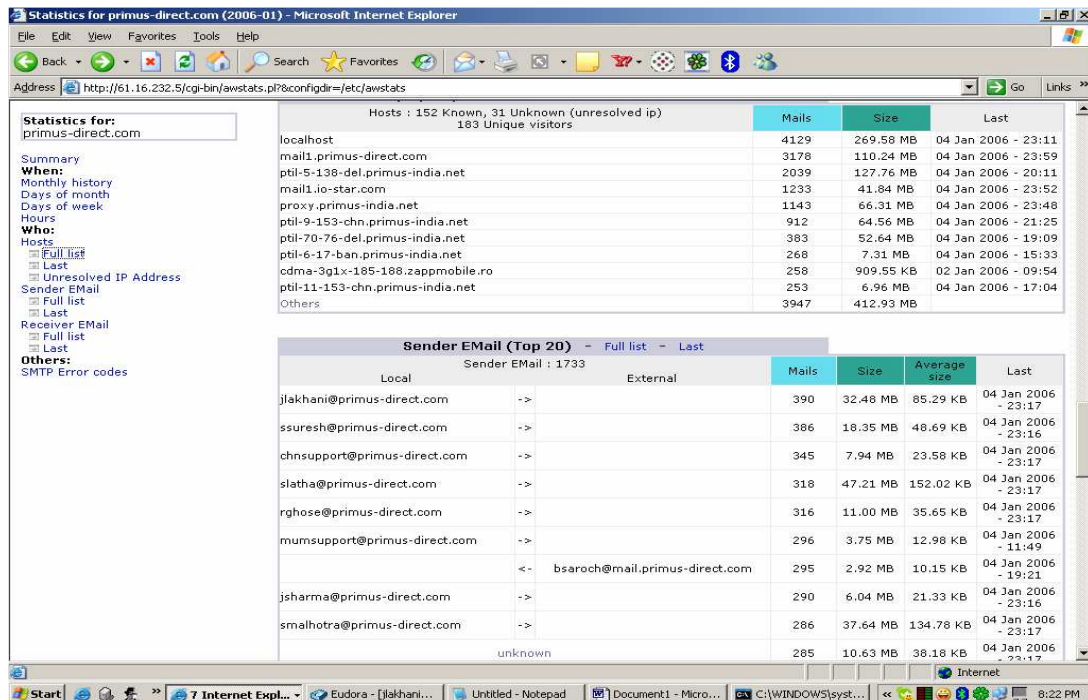 Statistics for primus-direct.com (2006-01) - Microsoft Internet Explorer
File Edit View Favorites Tools Help
Back Search Favorites
Address http://61.16.232.5/cgi-bin/awstats.pl?&configdir=/etc/awstats Go Links »
Statistics for:
primus-direct.com
Summary
When:
Monthly history
Days of month
Days of week
Hours
Who:
Hosts
Full list
Last
Unresolved IP Address
Sender EMail
Full list
Last
Receiver EMail
Full list
Last
Others:
SMTP Error codes
Hosts : 152 Known, 31 Unknown (unresolved ip)
183 Unique visitors
Mails Size Last
localhost 4129 269.58 MB 04 Jan 2006 - 23:11
mail1.primus-direct.com 3178 110.24 MB 04 Jan 2006 - 23:59
ptil-5-138-del.primus-india.net 2039 127.76 MB 04 Jan 2006 - 20:11
mail1.io-star.com 1233 41.84 MB 04 Jan 2006 - 23:52
proxy.primus-india.net 1143 66.31 MB 04 Jan 2006 - 23:48
ptil-9-153-chn.primus-india.net 912 64.56 MB 04 Jan 2006 - 21:25
ptil-70-76-del.primus-india.net 383 52.64 MB 04 Jan 2006 - 19:09
ptil-6-17-ban.primus-india.net 268 7.31 MB 04 Jan 2006 - 15:33
cdma-3g1x-185-188.zappmobile.ro 258 909.55 KB 02 Jan 2006 - 09:54
ptil-11-153-chn.primus-india.net 253 6.96 MB 04 Jan 2006 - 17:04
Others 3947 412.93 MB
Sender EMail (Top 20) - Full list - Last
Sender EMail : 1733
Local External Mails Size Average size Last
jlakhani@primus-direct.com -> 390 32.48 MB 85.29 KB 04 Jan 2006 - 23:17
ssuresh@primus-direct.com -> 386 18.35 MB 48.69 KB 04 Jan 2006 - 23:16
chnsupport@primus-direct.com -> 345 7.94 MB 23.58 KB 04 Jan 2006 - 23:17
slatha@primus-direct.com -> 318 47.21 MB 152.02 KB 04 Jan 2006 - 23:17
rghose@primus-direct.com -> 316 11.00 MB 35.65 KB 04 Jan 2006 - 23:17
mumsupport@primus-direct.com -> 296 3.75 MB 12.98 KB 04 Jan 2006 - 11:49
<- bsaroch@mail.primus-direct.com 295 2.92 MB 10.15 KB 04 Jan 2006 - 19:21
jsharma@primus-direct.com -> 290 6.04 MB 21.33 KB 04 Jan 2006 - 23:16
smalhotra@primus-direct.com -> 286 37.64 MB 134.78 KB 04 Jan 2006 - 23:17
unknown 285 10.63 MB 38.18 KB 04 Jan 2006 - 23:17
Internet
Start » 7 Internet Expl... Eudora - [jlakhani... Untitled - Notepad Document1 - Micro... C:\WINDOWS\syst... « 8:22 PM